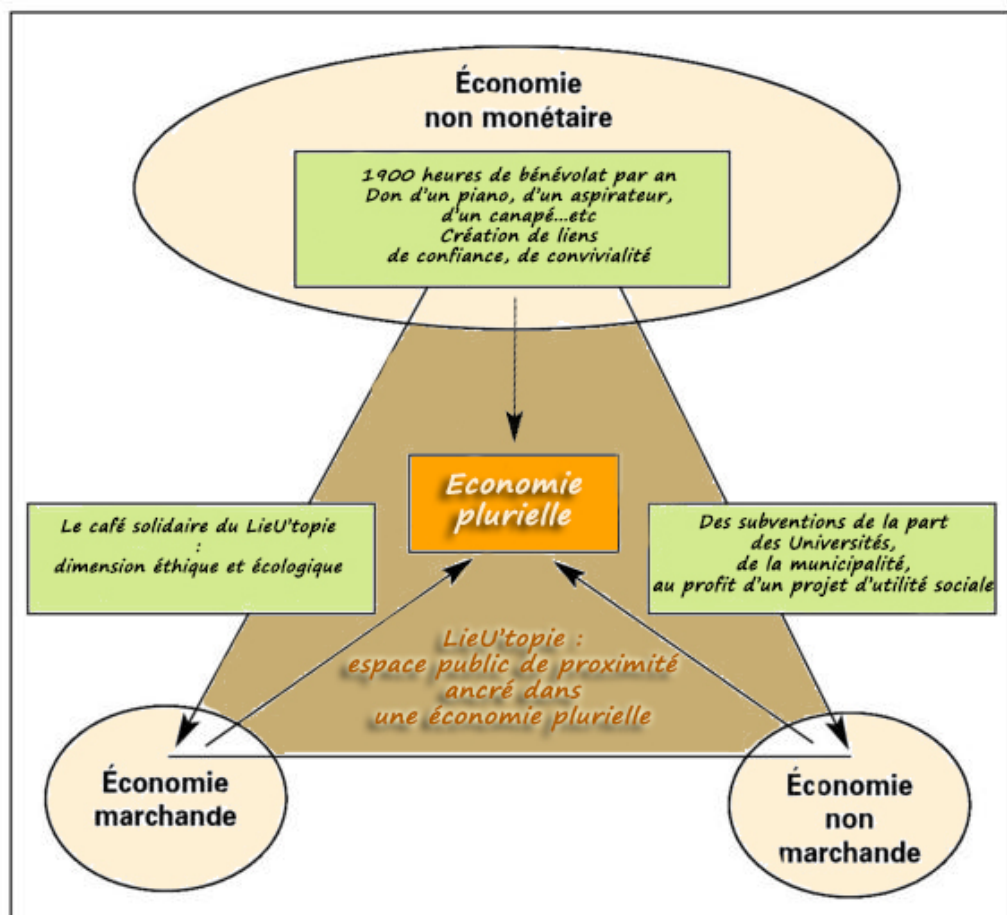 Économie
non monétaire
1900 heures de bénévolat par an
Don d'un piano, d'un aspirateur,
d'un canapé...etc
Création de liens
de confiance, de convivialité
Economie
plurielle
Le café solidaire du LieU'topie
:
dimension éthique et écologique
Des subventions de la part
des Universités,
de la municipalité,
au profit d'un projet d'utilité sociale
LieU'topie :
espace public de proximité
ancré dans
une économie plurielle
Économie
marchande
Économie
non
marchande